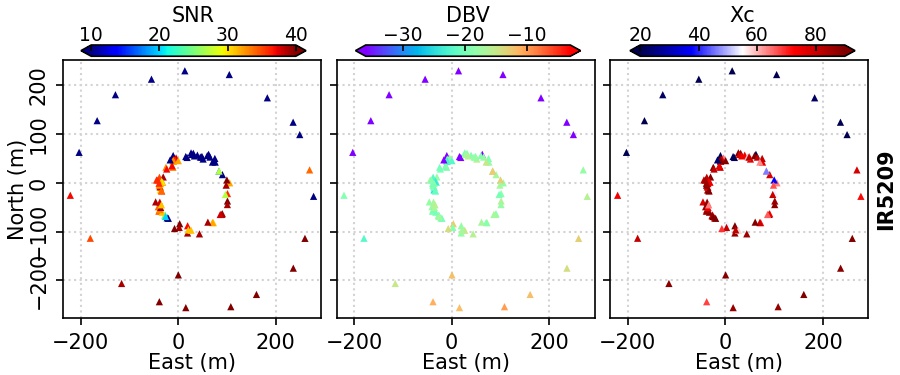 SNR DBV Xc
10 20 30 40 −30 −20 −10 20 40 60 80
200
100
0
−100
−200
North (m)
IR5209
−200 0 200 −200 0 200 −200 0 200
East (m) East (m) East (m)